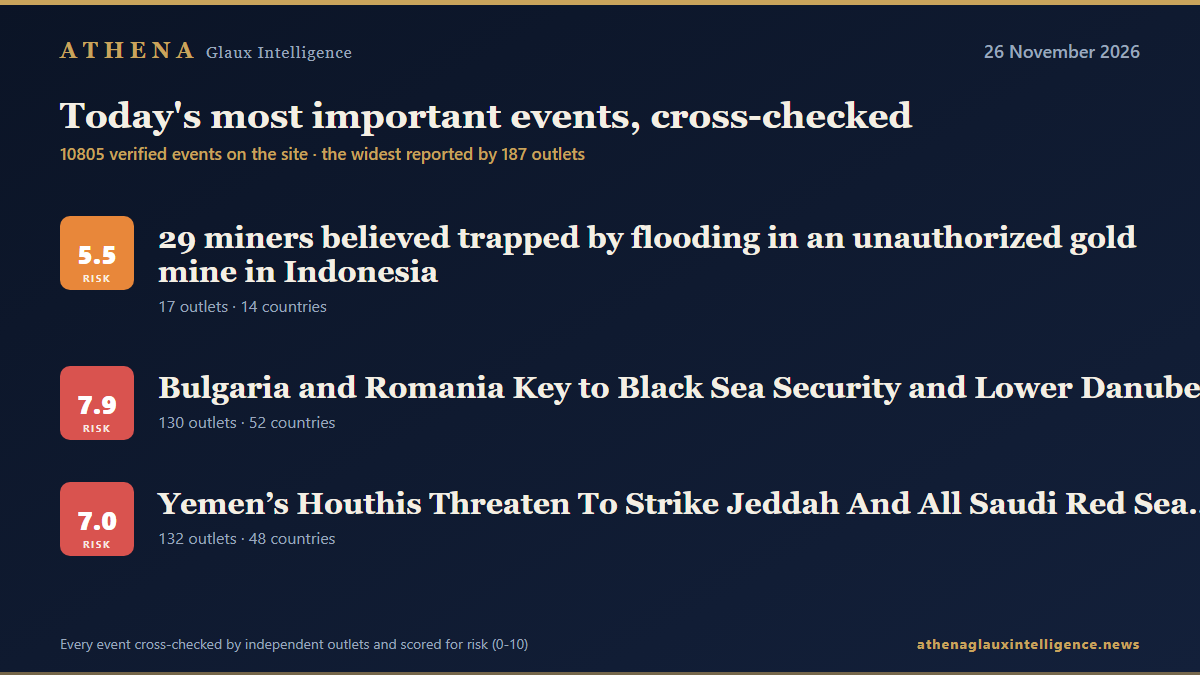 ATHENA Glaux Intelligence
26 November 2026
Today's most important events, cross-checked
10805 verified events on the site · the widest reported by 187 outlets
5.5
RISK
29 miners believed trapped by flooding in an unauthorized gold
mine in Indonesia
17 outlets · 14 countries
7.9
RISK
Bulgaria and Romania Key to Black Sea Security and Lower Danube
130 outlets · 52 countries
7.0
RISK
Yemen’s Houthis Threaten To Strike Jeddah And All Saudi Red Sea..
132 outlets · 48 countries
Every event cross-checked by independent outlets and scored for risk (0-10)
athenaglauxintelligence.news